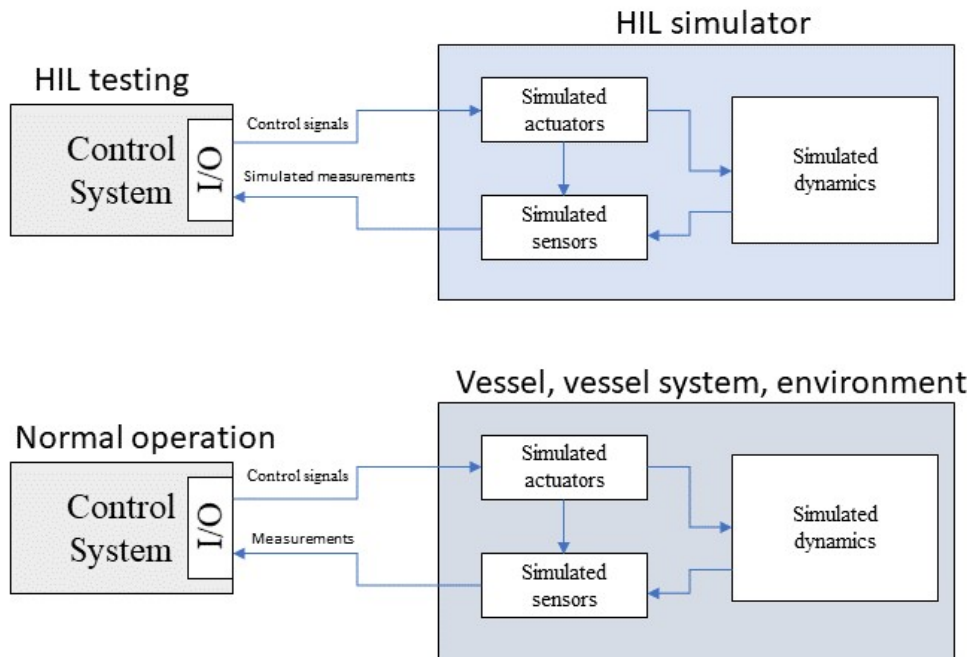 HIL simulator
HIL testing
Control
System
I/O
Control signals
Simulated measurements
Simulated
actuators
Simulated
sensors
Simulated
dynamics
Vessel, vessel system, environment
Normal operation
Control
System
I/O
Control signals
Measurements
Simulated
actuators
Simulated
sensors
Simulated
dynamics